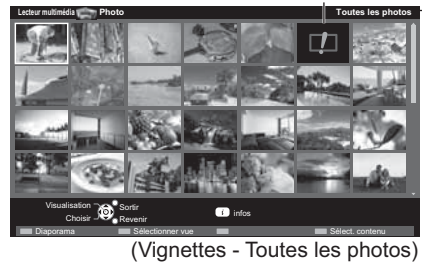 Lecteur multimédia Photo Toutes les photos
Visualisation Sortir
Choisir Revenir
i infos
Diaporama Sélectionner vue Sélect. contenu
(Vignettes - Toutes les photos)